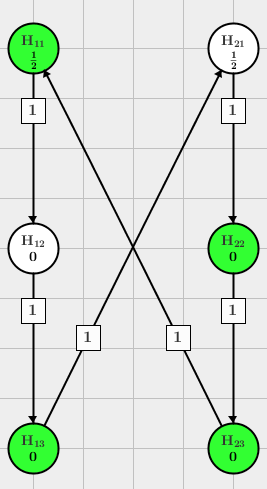 H₁₁ H₂₁
½ ½
1 1
H₁₂ H₂₂
0 0
1 1
1 1
H₁₃ H₂₃
0 0